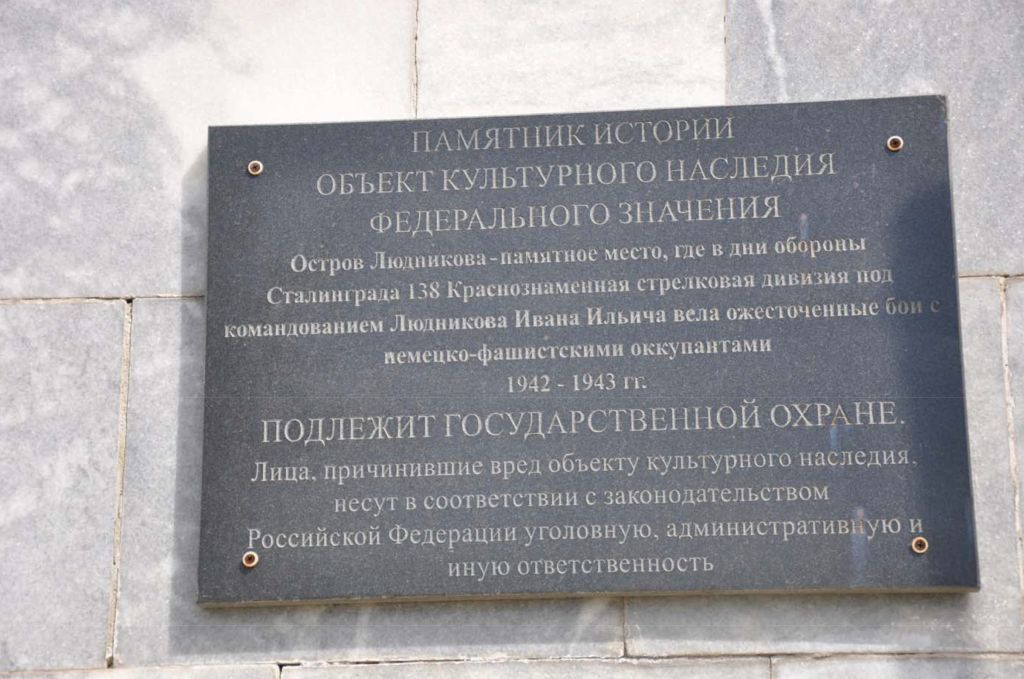 ПАМЯТНИК ИСТОРИИ
ОБЪЕКТ КУЛЬТУРНОГО НАСЛЕДИЯ
ФЕДЕРАЛЬНОГО ЗНАЧЕНИЯ
Остров Людникова-памятное место, где в дни обороны
Сталинграда 138 Краснознаменная стрелковая дивизия под
командованием Людникова Ивана Ильича вела ожесточенные бои с
немецко-фашистскими оккупантами
1942 - 1943 гг.
ПОДЛЕЖИТ ГОСУДАРСТВЕННОЙ ОХРАНЕ.
Лица, причинившие вред объекту культурного наследия,
несут в соответствии с законодательством
Российской Федерации уголовную, административную и
иную ответственность